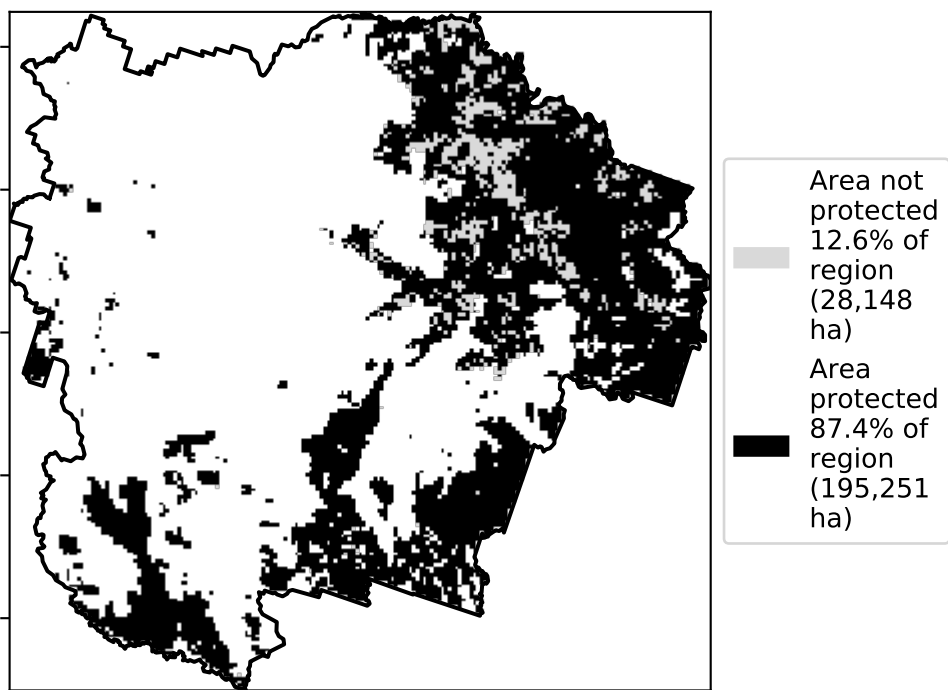 Area not
protected
12.6% of
region
(28,148
ha)
Area
protected
87.4% of
region
(195,251
ha)